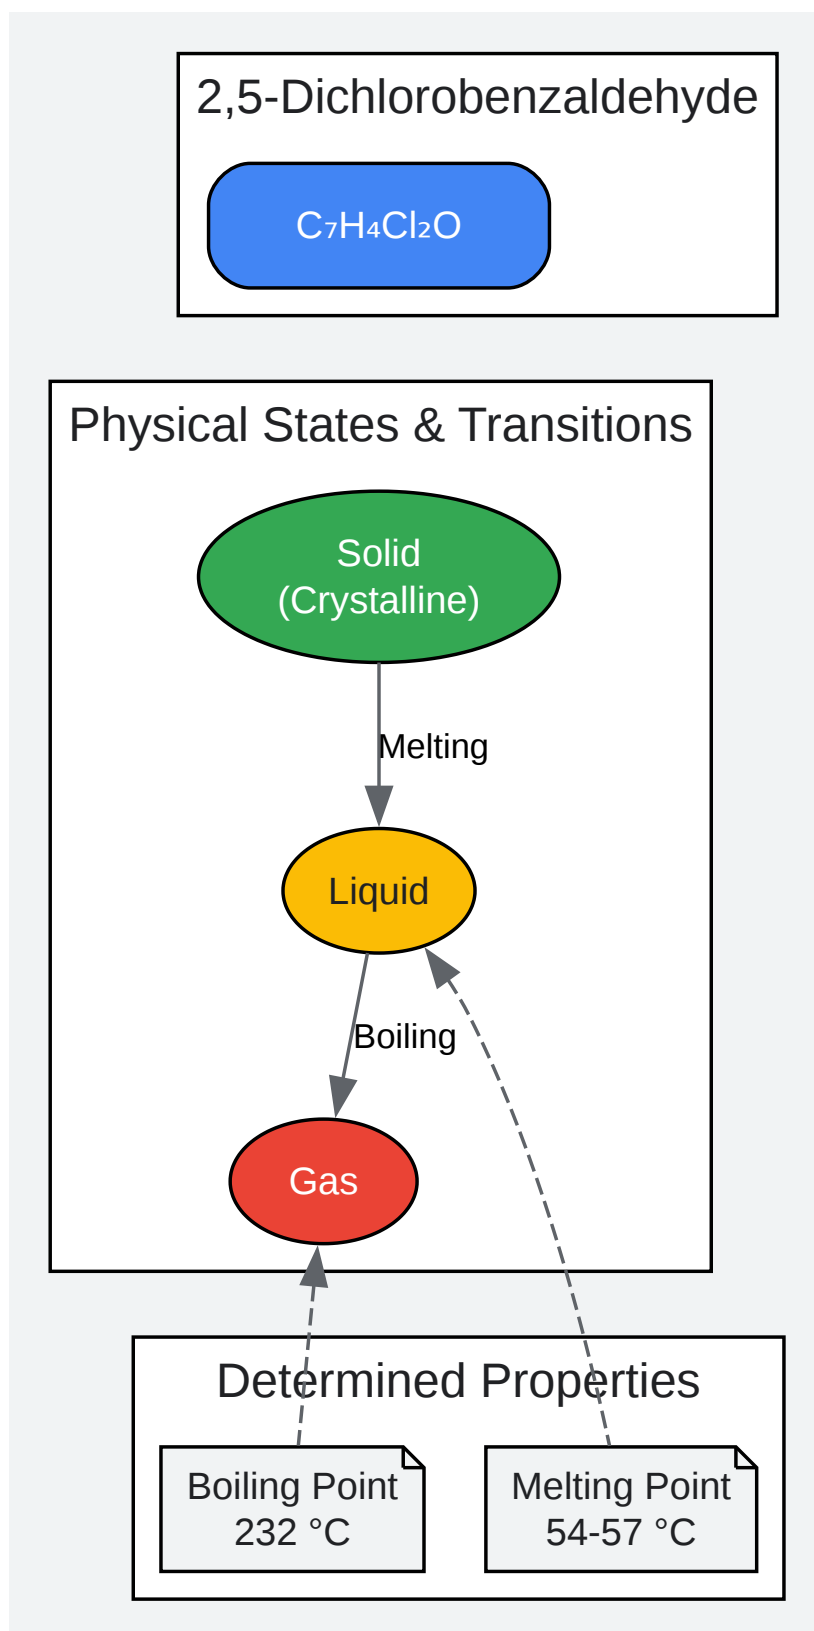 2,5-Dichlorobenzaldehyde
C₇H₄Cl₂O
Physical States & Transitions
Solid
(Crystalline)
Melting
Liquid
Boiling
Gas
Determined Properties
Boiling Point
232 °C
Melting Point
54-57 °C